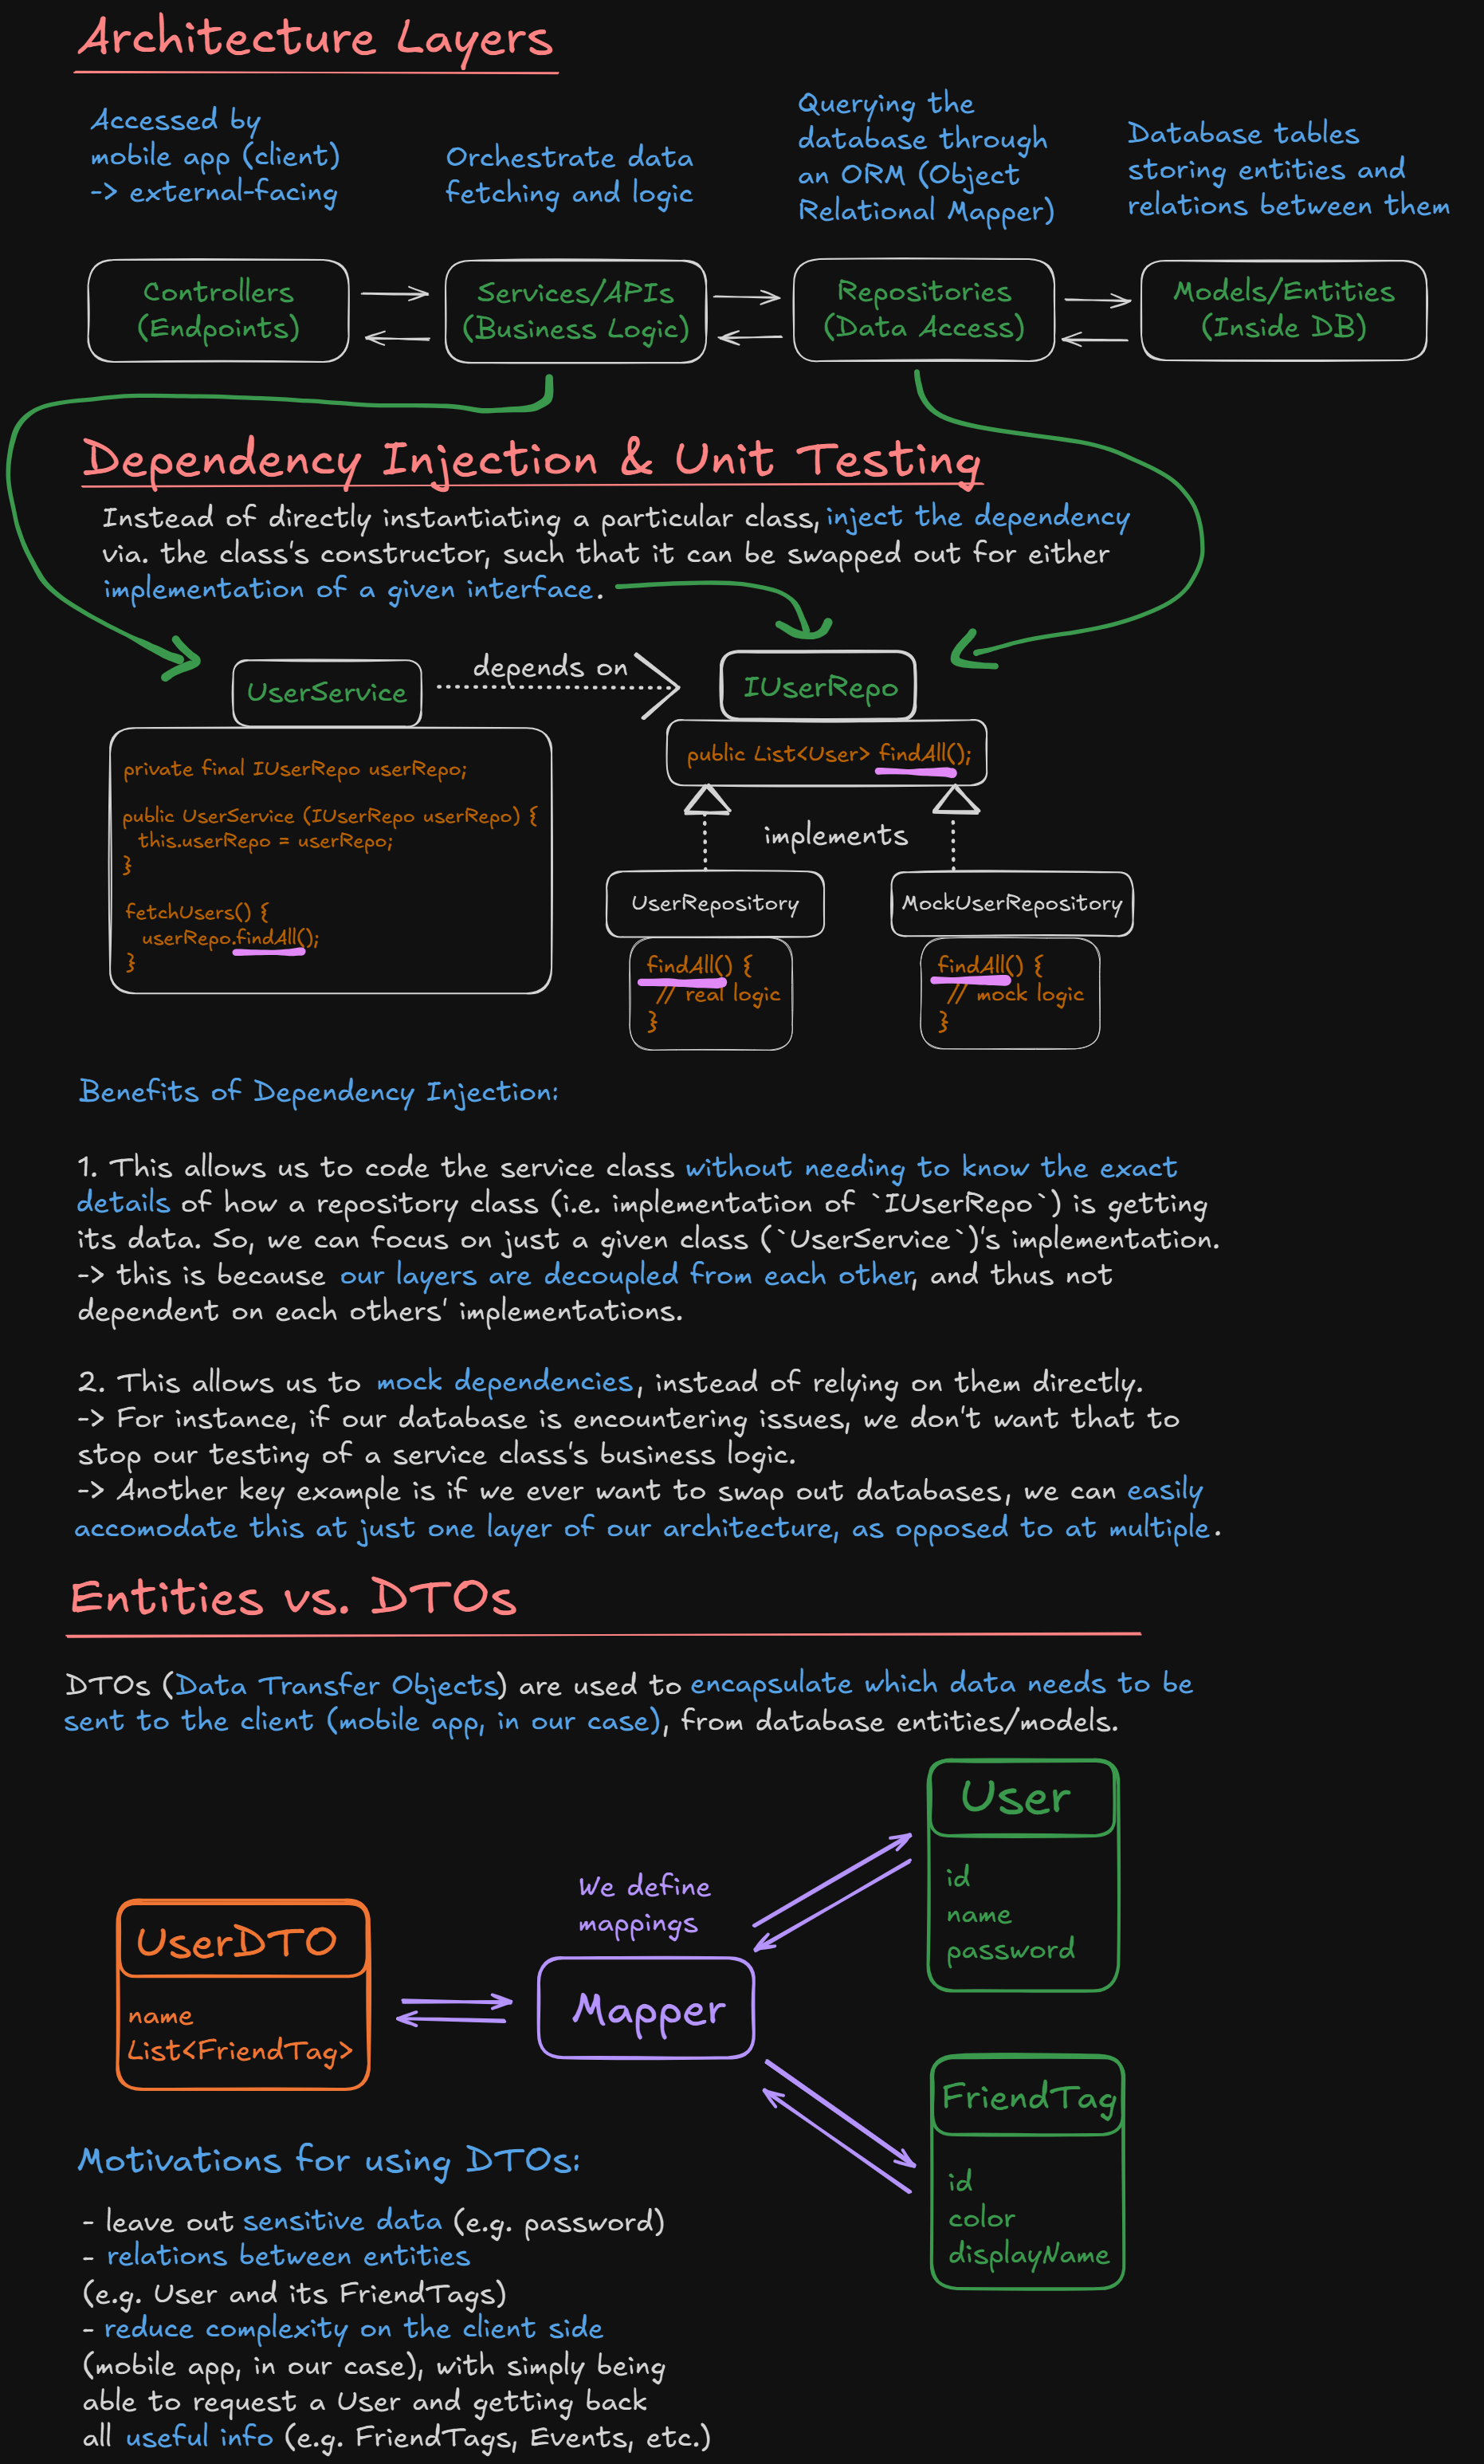 Architecture Layers
Accessed by
mobile app (client)
-> external-facing
Orchestrate data
fetching and logic
Querying the
database through
an ORM (Object
Relational Mapper)
Database tables
storing entities and
relations between them
Controllers
(Endpoints)
Services/APIs
(Business Logic)
Repositories
(Data Access)
Models/Entities
(Inside DB)
Dependency Injection & Unit Testing
Instead of directly instantiating a particular class, inject the dependency
via. the class's constructor, such that it can be swapped out for either
implementation of a given interface.
UserService
depends on
IUserRepo
private final IUserRepo userRepo;
public UserService (IUserRepo userRepo) {
this.userRepo = userRepo;
}
fetchUsers() {
userRepo.findAll();
}
public List<User> findAll();
implements
UserRepository
findAll() {
// real logic
}
MockUserRepository
findAll() {
// mock logic
}
Benefits of Dependency Injection:
1. This allows us to code the service class without needing to know the exact
details of how a repository class (i.e. implementation of `IUserRepo`) is getting
its data. So, we can focus on just a given class (`UserService`)'s implementation.
-> this is because our layers are decoupled from each other, and thus not
dependent on each others' implementations.
2. This allows us to mock dependencies, instead of relying on them directly.
-> For instance, if our database is encountering issues, we don't want that to
stop our testing of a service class's business logic.
-> Another key example is if we ever want to swap out databases, we can easily
accomodate this at just one layer of our architecture, as opposed to at multiple.
Entities vs. DTOs
DTOs (Data Transfer Objects) are used to encapsulate which data needs to be
sent to the client (mobile app, in our case), from database entities/models.
UserDTO
name
List<FriendTag>
We define
mappings
Mapper
User
id
name
password
FriendTag
id
color
displayName
Motivations for using DTOs:
- leave out sensitive data (e.g. password)
- relations between entities
(e.g. User and its FriendTags)
- reduce complexity on the client side
(mobile app, in our case), with simply being
able to request a User and getting back
all useful info (e.g. FriendTags, Events, etc.)